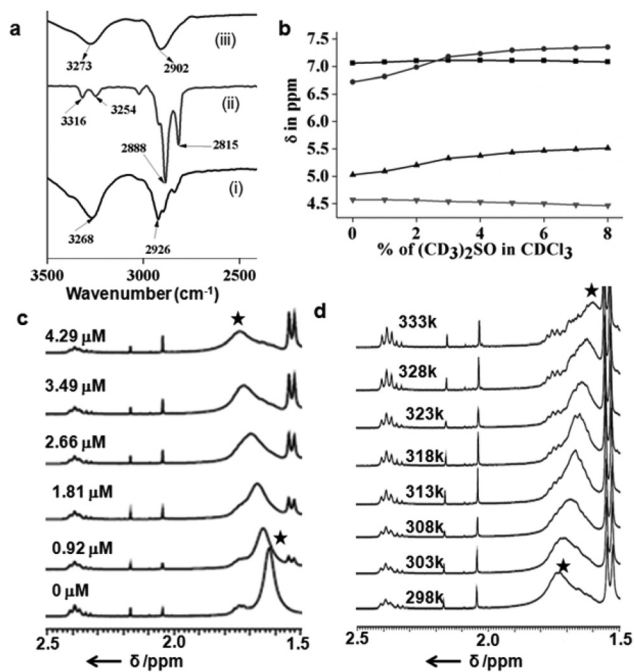 a
(iii)
3273
2902
(ii)
3316
3254
2888
2815
(i)
3268
2926
3500 3000 2500
Wavenumber(cm⁻¹)
b
δ in ppm
7.5
7.0
6.5
6.0
5.5
5.0
4.5
0 1 2 3 4 5 6 7 8
% of (CD3)2SO in CDCl3
c
4.29 µM
3.49 µM
2.66 µM
1.81 µM
0.92 µM
0 µM
2.5 2.0 1.5
δ /ppm
d
333k
328k
323k
318k
313k
308k
303k
298k
2.5 2.0 1.5
δ /ppm